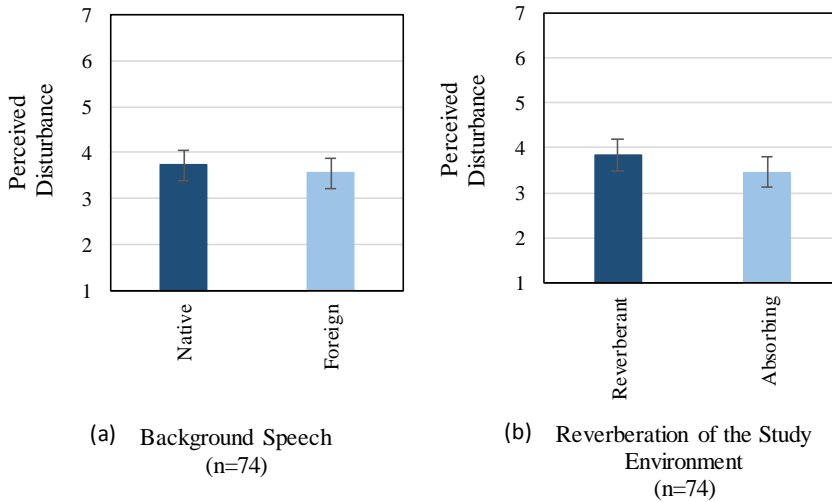 7
6
5
4
3
2
1
Perceived
Disturbance
Native
Foreign
(a) Background Speech
(n=74)
7
6
5
4
3
2
1
Perceived
Disturbance
Reverberant
Absorbing
(b) Reverberation of the Study
Environment
(n=74)